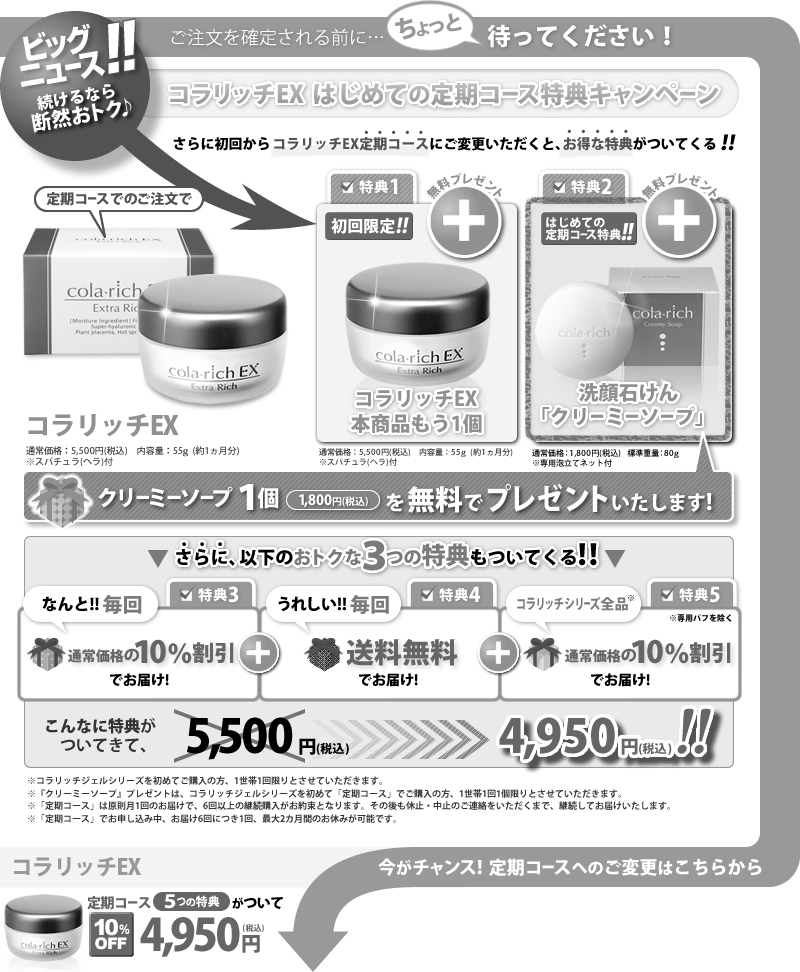 ビッグ
ニュース!!
続けるなら
断然おトク♪
ご注文を確定される前に…
ちょっと
待ってください！
コラリッチEX はじめての定期コース特典キャンペーン
さらに初回からコラリッチEX定期コースにご変更いただくと、お得な特典がついてくる!!
定期コースでのご注文で
cola・rich EX
cola・rich
Extra Ric
[Moisture Ingredient]
Super-hyaluronic
Plant placenta, Hot spr
cola・rich EX
Extra Rich
コラリッチEX
通常価格：5,500円(税込) 内容量：55g (約1ヵ月分)
※スパチュラ(ヘラ)付
特典1
無料プレゼント
初回限定!!
cola・rich EX
Extra Rich
コラリッチEX
本商品もう1個
通常価格：5,500円(税込) 内容量：55g (約1ヵ月分)
※スパチュラ(ヘラ)付
特典2
無料プレゼント
はじめての
定期コース特典!!
cola・rich
cola・rich
Creamy Soap
洗顔石けん
「クリーミーソープ」
通常価格：1,800円(税込) 標準重量：80g
※専用泡立てネット付
クリーミーソープ 1個 1,800円(税込) を無料でプレゼントいたします!
▼ さらに、以下のおトクな3つの特典もついてくる!! ▼
なんと!! 毎回
特典3
通常価格の10%割引
でお届け!
うれしい!! 毎回
特典4
送料無料
でお届け!
コラリッチシリーズ全品※
特典5
※専用パフを除く
通常価格の10%割引
でお届け!
こんなに特典が
ついてきて、
5,500円(税込)
4,950円(税込)!!
※コラリッチジェルシリーズを初めてご購入の方、1世帯1回限りとさせていただきます。
※『クリーミーソープ』プレゼントは、コラリッチジェルシリーズを初めて「定期コース」でご購入の方、1世帯1回1個限りとさせていただきます。
※「定期コース」は原則月1回のお届けで、6回以上の継続購入がお約束となります。その後も休止・中止のご連絡をいただくまで、継続してお届けいたします。
※「定期コース」でお申し込み中、お届け6回につき1回、最大2カ月間のお休みが可能です。
コラリッチEX
今がチャンス! 定期コースへのご変更はこちらから
cola・rich EX
Extra Rich
定期コース 5つの特典 がついて
10%
OFF
4,950円(税込)